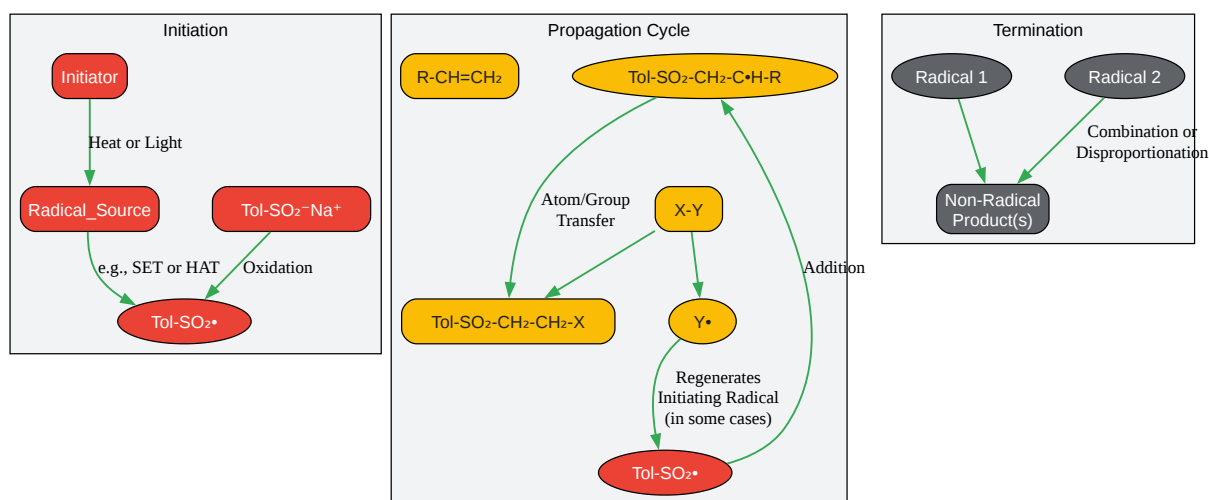 Initiation
Initiator
Heat or Light
Radical_Source
Tol-SO₂⁻Na⁺
e.g., SET or HAT
Oxidation
Tol-SO₂•
Propagation Cycle
R-CH=CH₂
Tol-SO₂-CH₂-C•H-R
Atom/Group
Transfer
X-Y
Addition
Tol-SO₂-CH₂-CH₂-X
Y•
Regenerates
Initiating Radical
(in some cases)
Tol-SO₂•
Termination
Radical 1
Radical 2
Combination or
Disproportionation
Non-Radical
Product(s)